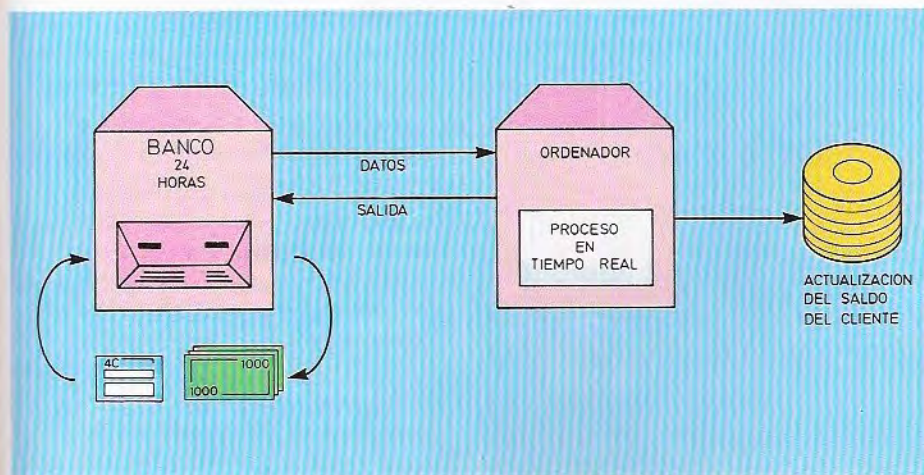 BANCO
24
HORAS
DATOS
SALIDA
ORDENADOR
PROCESO
EN
TIEMPO REAL
ACTUALIZACION
DEL SALDO
DEL CLIENTE
4C
1000
1000